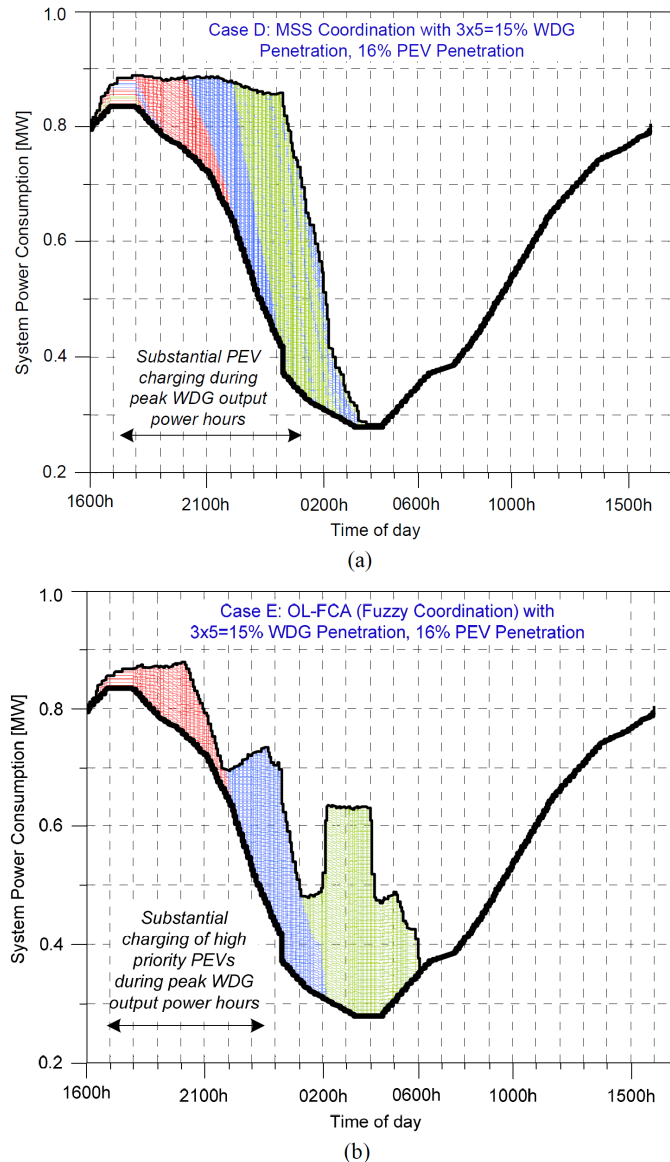 Case D: MSS Coordination with 3x5=15% WDG
Penetration, 16% PEV Penetration
System Power Consumption [MW]
1.0
0.8
0.6
0.4
0.2
Substantial PEV
charging during
peak WDG output
power hours
1600h 2100h 0200h 0600h 1000h 1500h
Time of day
(a)
Case E: OL-FCA (Fuzzy Coordination) with
3x5=15% WDG Penetration, 16% PEV Penetration
System Power Consumption [MW]
1.0
0.8
0.6
0.4
0.2
Substantial
charging of high
priority PEVs
during peak WDG
output power hours
1600h 2100h 0200h 0600h 1000h 1500h
Time of day
(b)